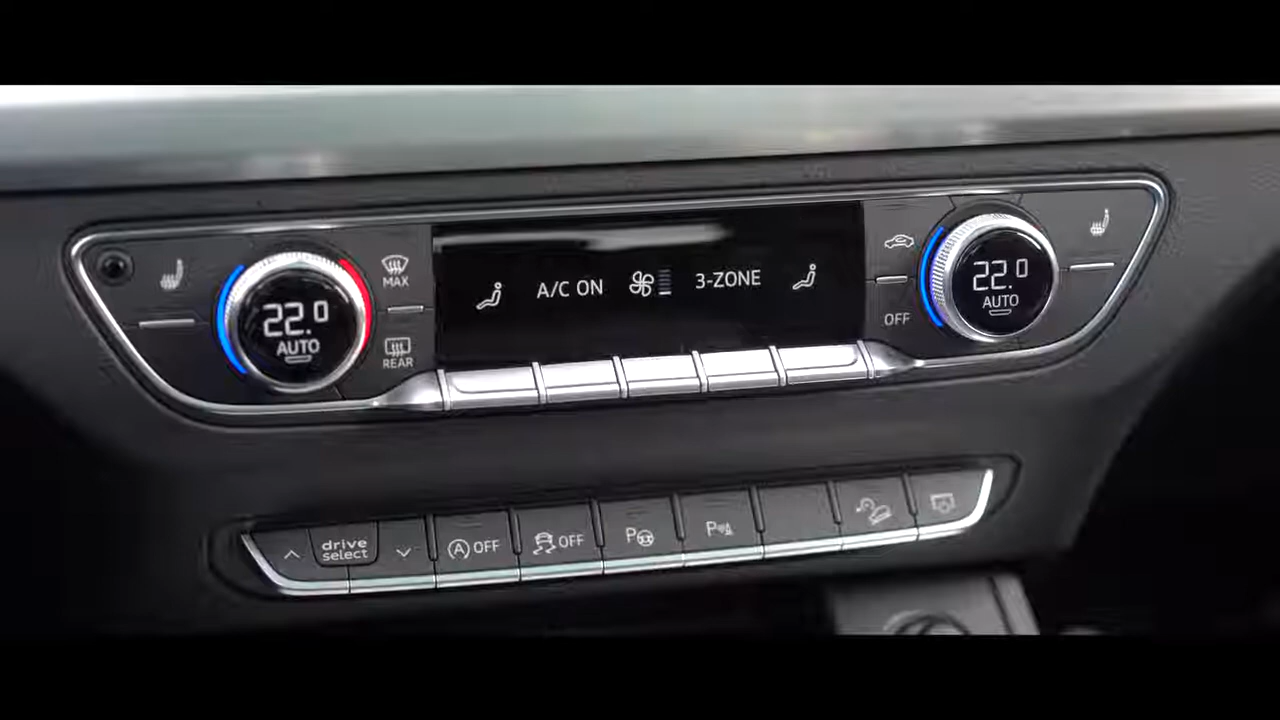 22.0
AUTO
MAX
REAR
A/C ON
3-ZONE
OFF
22.0
AUTO
drive
select
A OFF
OFF
P
P